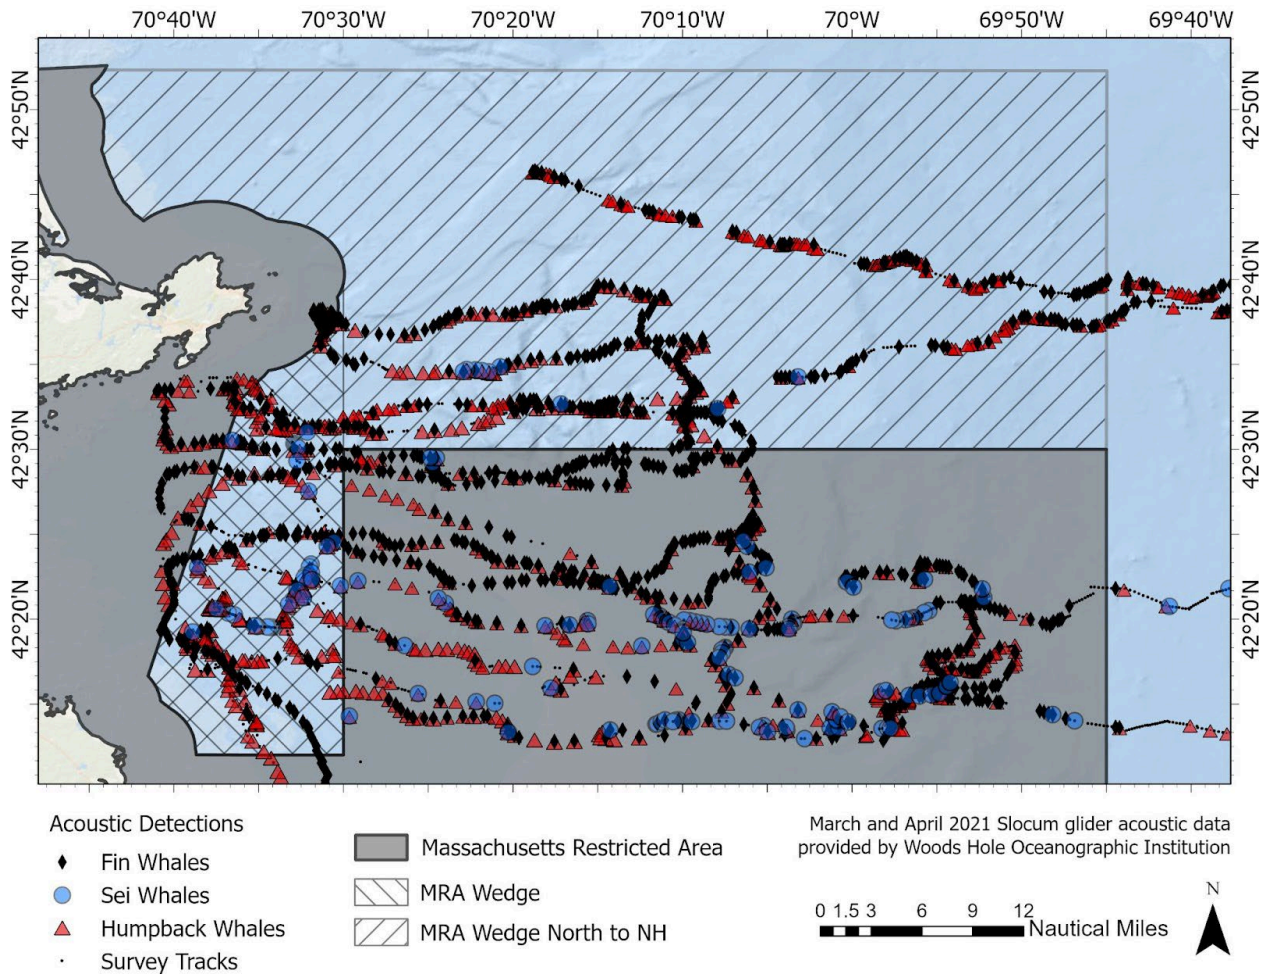 70°40'W 70°30'W 70°20'W 70°10'W 70°0'W 69°50'W 69°40'W
42°50'N 42°50'N
42°40'N 42°40'N
42°30'N 42°30'N
42°20'N 42°20'N
Acoustic Detections
Fin Whales
Sei Whales
Humpback Whales
Survey Tracks
Massachusetts Restricted Area
MRA Wedge
MRA Wedge North to NH
March and April 2021 Slocum glider acoustic data
provided by Woods Hole Oceanographic Institution
0 1.5 3 6 9 12
Nautical Miles
N